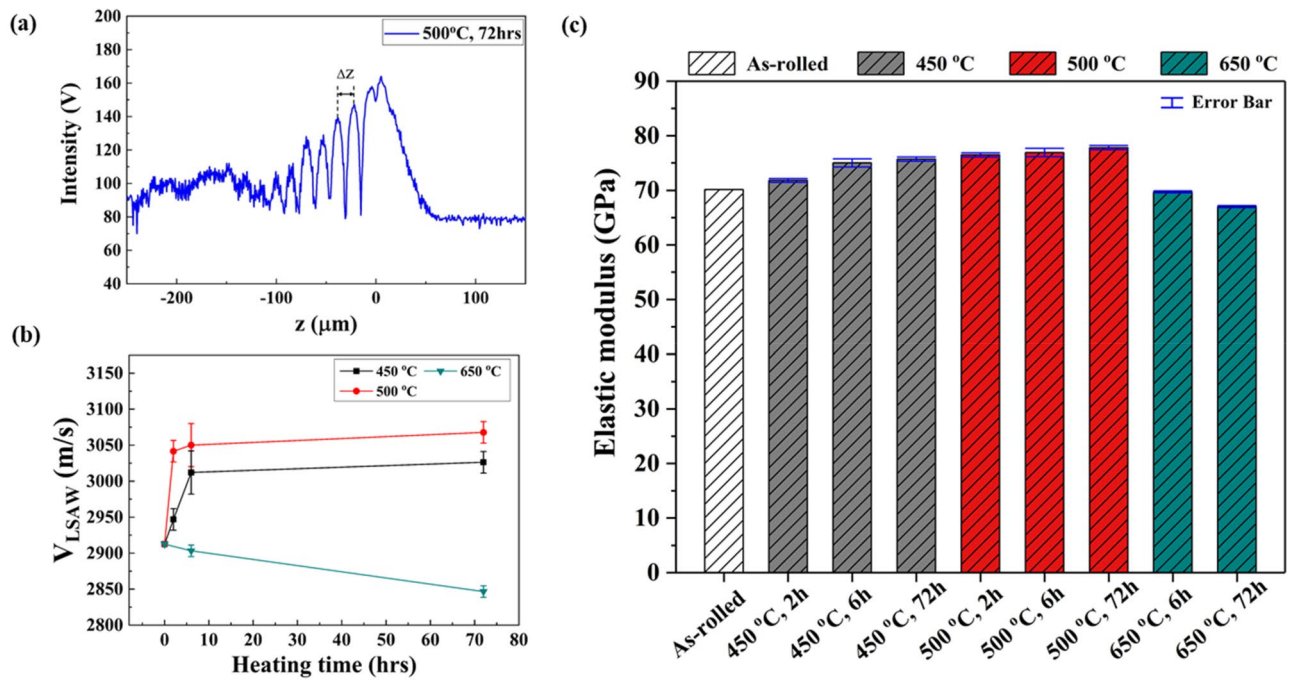 (a)
500°C, 72hrs
ΔZ
Intensity (V)
200
180
160
140
120
100
80
60
40
-200
-100
0
100
z (μm)
(b)
450 °C
650 °C
500 °C
V_LSAW (m/s)
3150
3100
3050
3000
2950
2900
2850
2800
0
10
20
30
40
50
60
70
80
Heating time (hrs)
(c)
As-rolled
450 °C
500 °C
650 °C
Error Bar
Elastic modulus (GPa)
90
80
70
60
50
40
30
20
10
0
As-rolled
450 °C, 2h
450 °C, 6h
450 °C, 72h
500 °C, 2h
500 °C, 6h
500 °C, 72h
650 °C, 6h
650 °C, 72h